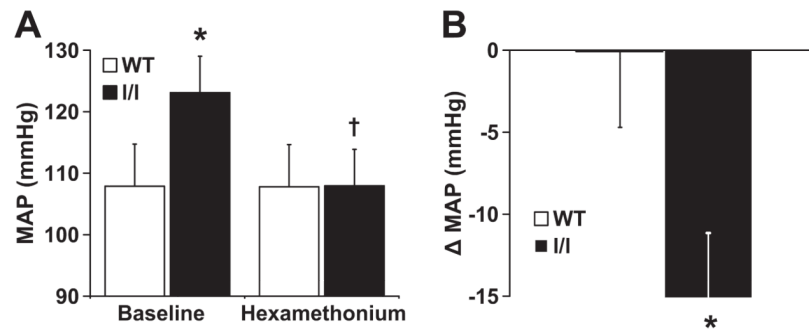 A
MAP (mmHg)
130
120
110
100
90
WT
I/I
*
†
Baseline
Hexamethonium
B
Δ MAP (mmHg)
0
-5
-10
-15
WT
I/I
*